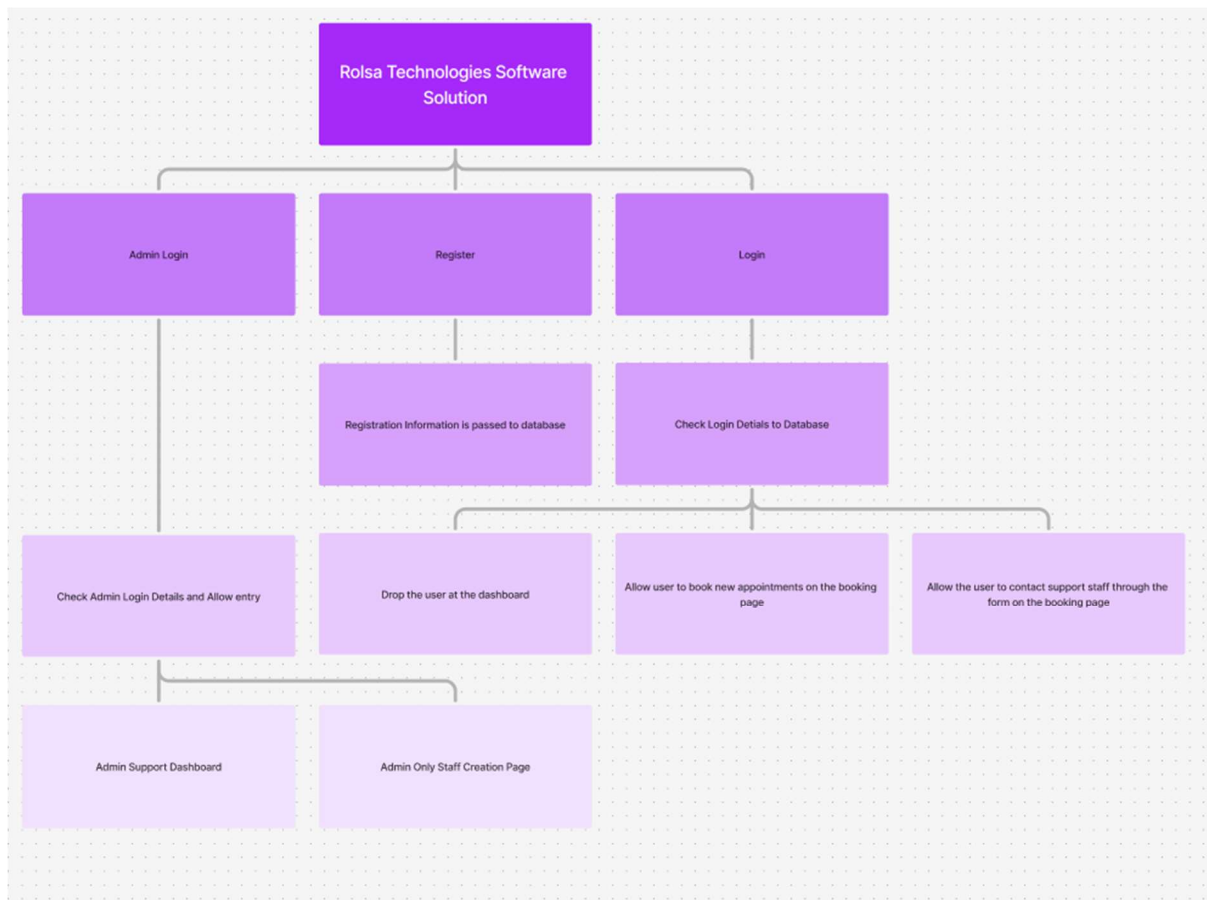 Rolsa Technologies Software
Solution
Admin Login
Register
Login
Registration Information is passed to database
Check Login Detials to Database
Check Admin Login Details and Allow entry
Drop the user at the dashboard
Allow user to book new appointments on the booking
page
Allow the user to contact support staff through the
form on the booking page
Admin Support Dashboard
Admin Only Staff Creation Page